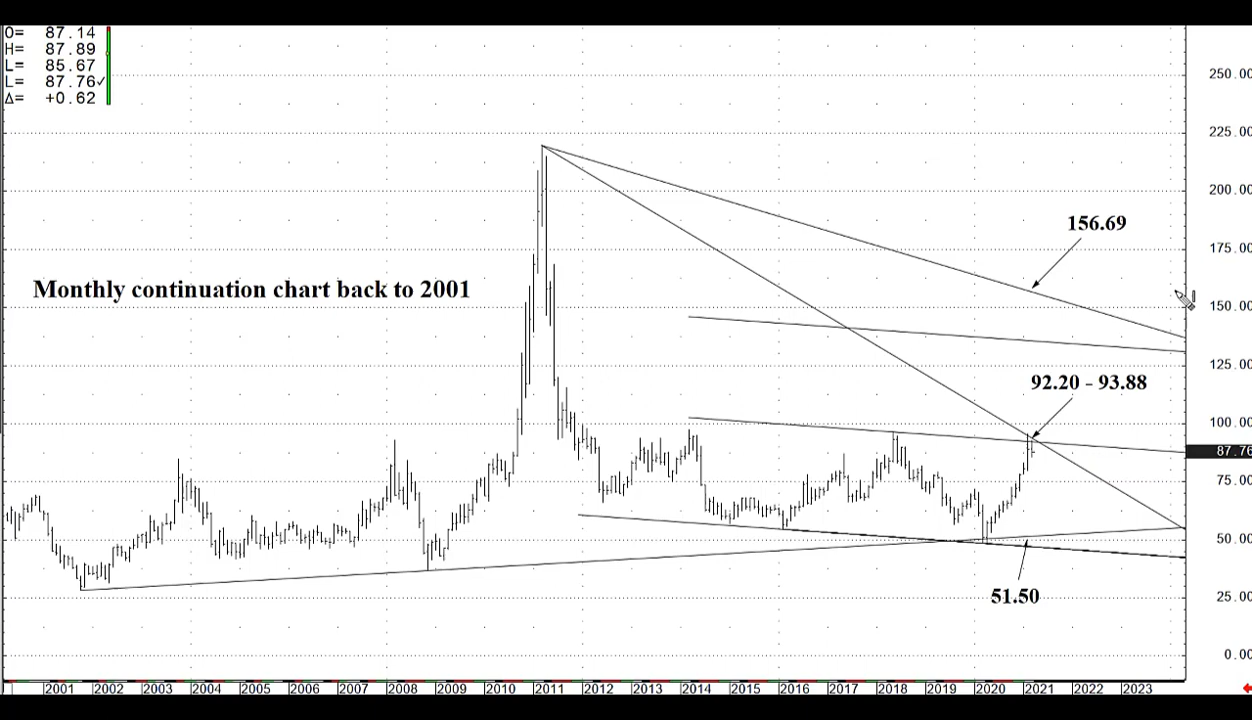 O= 87.14
H= 87.89
L= 85.67
L= 87.76✓
Δ= +0.62
250.00
225.00
200.00
156.69
175.00
Monthly continuation chart back to 2001
150.00
125.00
92.20 - 93.88
100.00
87.76
75.00
50.00
51.50
25.00
0.00
2001 2002 2003 2004 2005 2006 2007 2008 2009 2010 2011 2012 2013 2014 2015 2016 2017 2018 2019 2020 2021 2022 2023